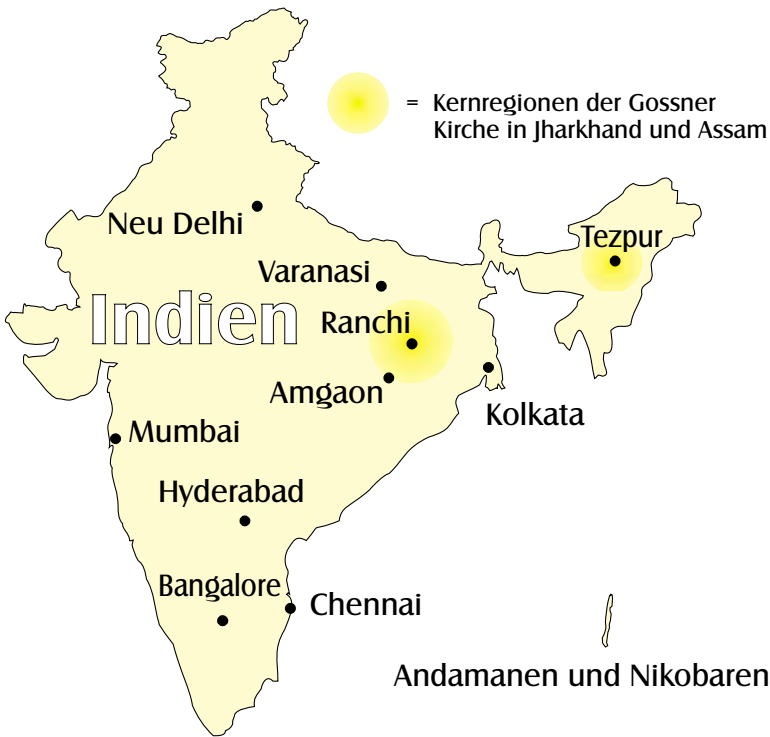 = Kernregionen der Gossner
Kirche in Jharkhand und Assam
Neu Delhi
Tezpur
Varanasi
Indien
Ranchi
Amgaon
Kolkata
Mumbai
Hyderabad
Bangalore
Chennai
Andamanen und Nikobaren